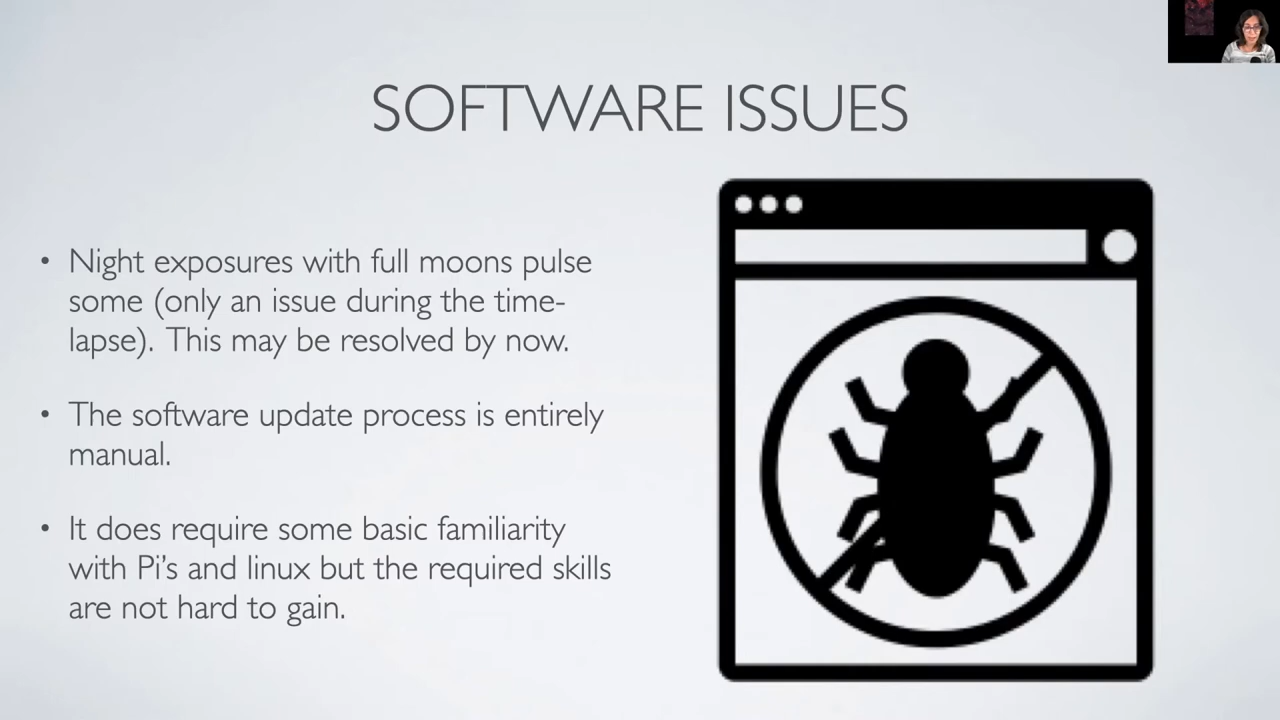 SOFTWARE ISSUES
• Night exposures with full moons pulse
some (only an issue during the time-
lapse). This may be resolved by now.
• The software update process is entirely
manual.
• It does require some basic familiarity
with Pi’s and linux but the required skills
are not hard to gain.